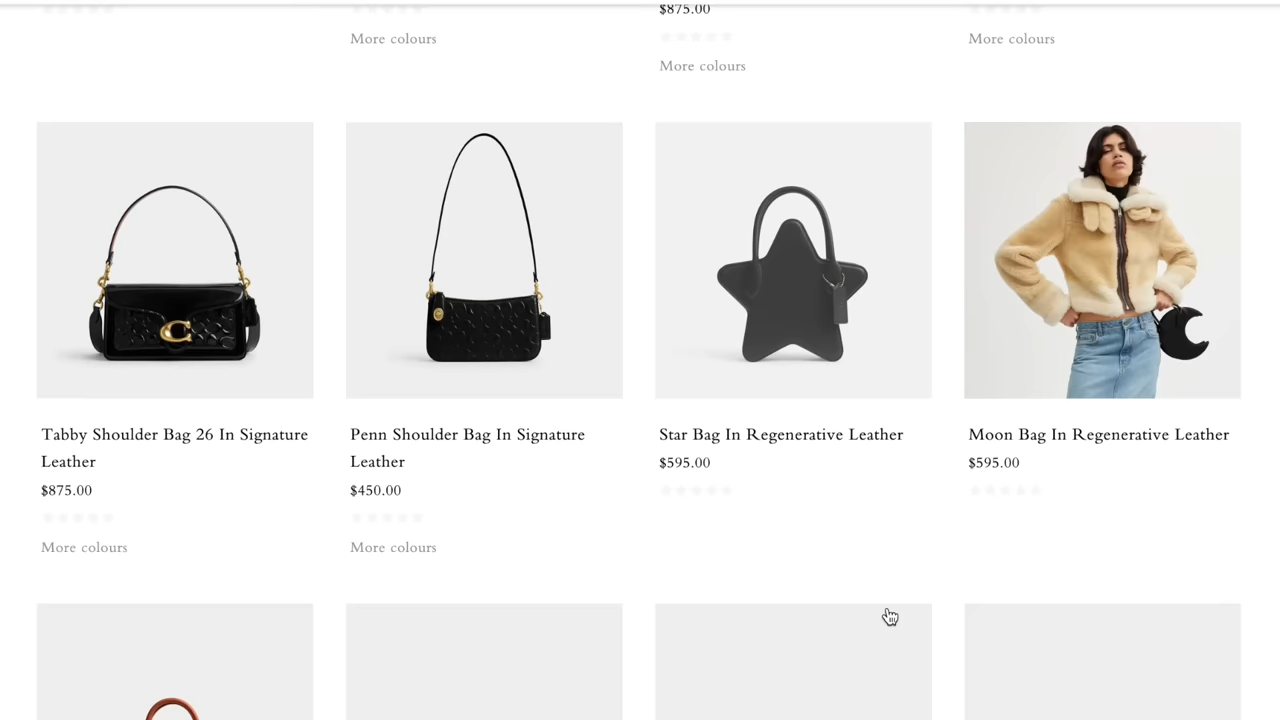 $875.00
More colours
More colours
More colours
Tabby Shoulder Bag 26 In Signature
Leather
$875.00
More colours
Penn Shoulder Bag In Signature
Leather
$450.00
More colours
Star Bag In Regenerative Leather
$595.00
Moon Bag In Regenerative Leather
$595.00